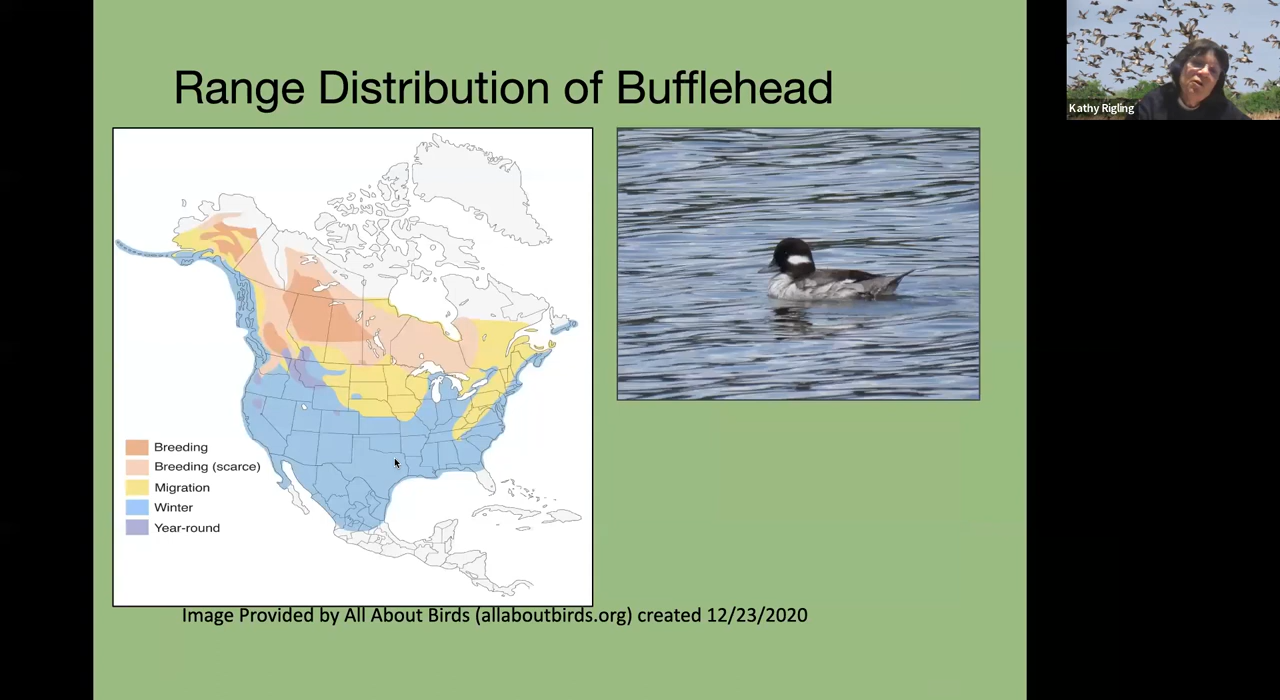 Range Distribution of Bufflehead
Kathy Rigling
Breeding
Breeding (scarce)
Migration
Winter
Year-round
Image Provided by All About Birds (allaboutbirds.org) created 12/23/2020